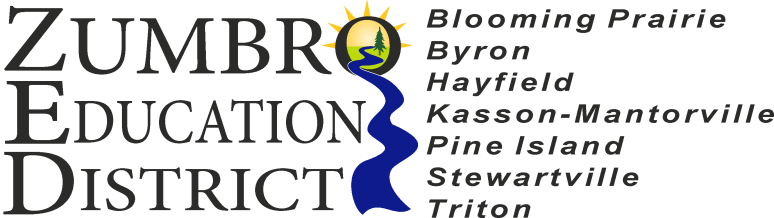 ZUMBRO
EDUCATION
DISTRICT
Blooming Prairie
Byron
Hayfield
Kasson-Mantorville
Pine Island
Stewartville
Triton